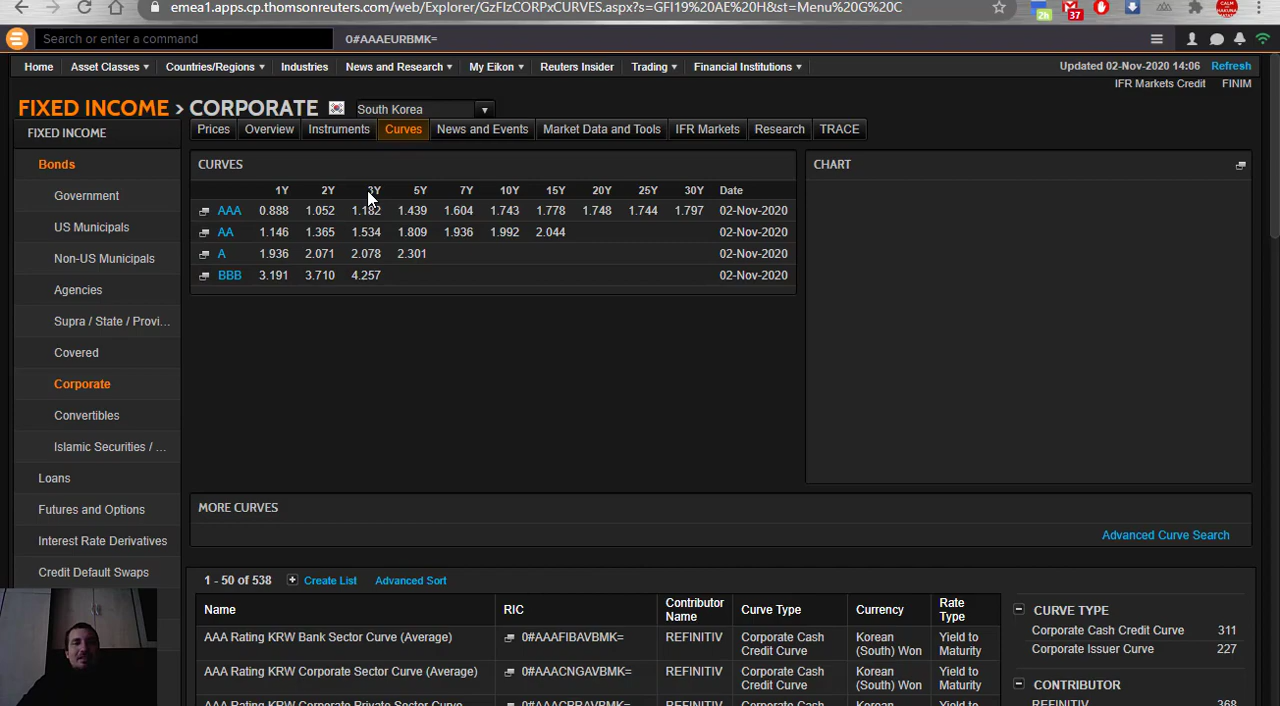 emea1.apps.cp.thomsonreuters.com/web/Explorer/GzFIzCORPxCURVES.aspx?s=GFI19%20AE%20H&st=Menu%20G%20C
2h
37
Search or enter a command
0#AAAEURBMK=
Home Asset Classes Countries/Regions Industries News and Research My Eikon Reuters Insider Trading Financial Institutions
Updated 02-Nov-2020 14:06 Refresh
IFR Markets Credit FINIM
FIXED INCOME > CORPORATE South Korea
FIXED INCOME
Prices Overview Instruments Curves News and Events Market Data and Tools IFR Markets Research TRACE
Bonds
Government
US Municipals
Non-US Municipals
Agencies
Supra / State / Provi...
Covered
Corporate
Convertibles
Islamic Securities / ...
Loans
Futures and Options
Interest Rate Derivatives
Credit Default Swaps
CURVES
1Y 2Y 3Y 5Y 7Y 10Y 15Y 20Y 25Y 30Y Date
AAA 0.888 1.052 1.182 1.439 1.604 1.743 1.778 1.748 1.744 1.797 02-Nov-2020
AA 1.146 1.365 1.534 1.809 1.936 1.992 2.044 02-Nov-2020
A 1.936 2.071 2.078 2.301 02-Nov-2020
BBB 3.191 3.710 4.257 02-Nov-2020
CHART
MORE CURVES
Advanced Curve Search
1 - 50 of 538 Create List Advanced Sort
Name RIC Contributor Name Curve Type Currency Rate Type
AAA Rating KRW Bank Sector Curve (Average) 0#AAAFIBAVBMK= REFINITIV Corporate Cash Credit Curve Korean (South) Won Yield to Maturity
AAA Rating KRW Corporate Sector Curve (Average) 0#AAACNGAVBMK= REFINITIV Corporate Cash Credit Curve Korean (South) Won Yield to Maturity
CURVE TYPE
Corporate Cash Credit Curve 311
Corporate Issuer Curve 227
CONTRIBUTOR